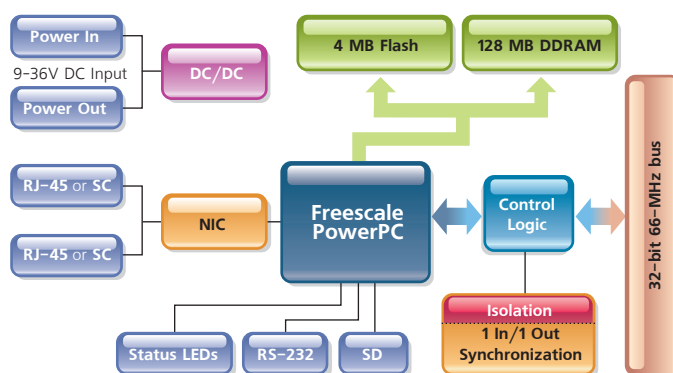 Power In
9-36V DC Input
Power Out
DC/DC
4 MB Flash
128 MB DDRAM
RJ-45 or SC
RJ-45 or SC
NIC
Freescale
PowerPC
Control
Logic
32-bit 66-MHz bus
Isolation
1 In/1 Out
Synchronization
Status LEDs
RS-232
SD